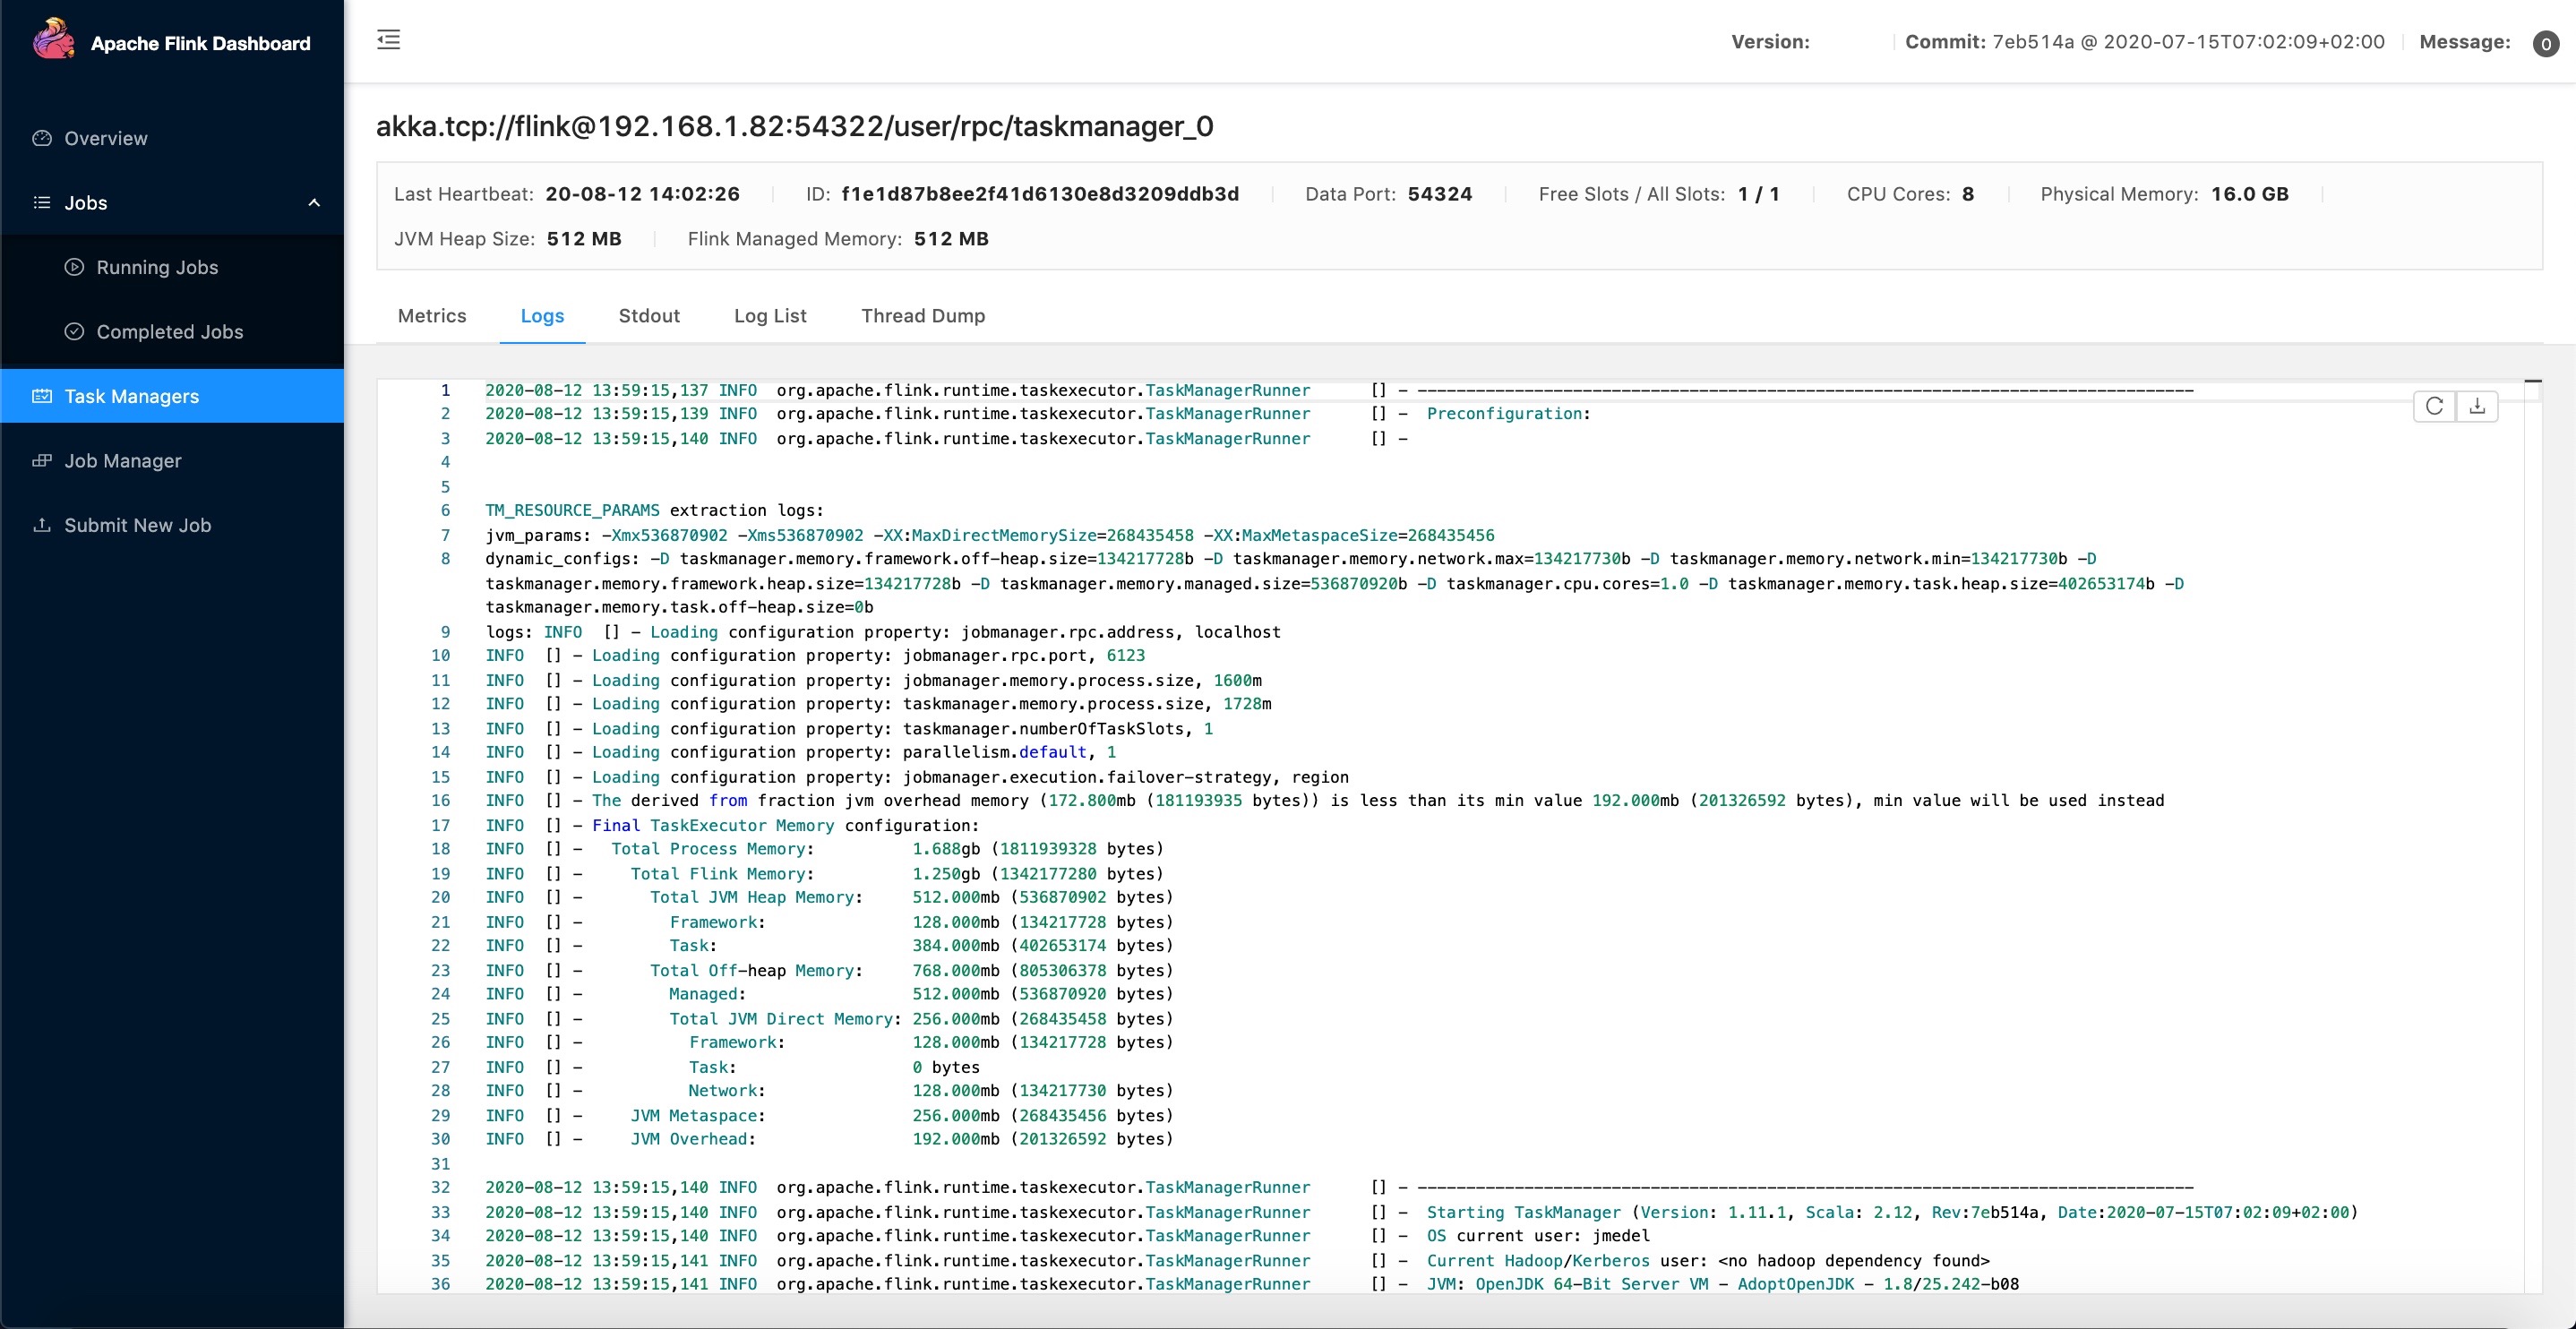 Apache Flink Dashboard
Version: Commit: 7eb514a @ 2020-07-15T07:02:09+02:00 Message: 0
Overview
Jobs
Running Jobs
Completed Jobs
Task Managers
Job Manager
Submit New Job
akka.tcp://flink@192.168.1.82:54322/user/rpc/taskmanager_0
Last Heartbeat: 20-08-12 14:02:26 ID: f1e1d87b8ee2f41d6130e8d3209ddb3d Data Port: 54324 Free Slots / All Slots: 1 / 1 CPU Cores: 8 Physical Memory: 16.0 GB
JVM Heap Size: 512 MB Flink Managed Memory: 512 MB
Metrics Logs Stdout Log List Thread Dump
1 2020-08-12 13:59:15,137 INFO org.apache.flink.runtime.taskexecutor.TaskManagerRunner [] - --------------------------------------------------------------------------------
2 2020-08-12 13:59:15,139 INFO org.apache.flink.runtime.taskexecutor.TaskManagerRunner [] - Preconfiguration:
3 2020-08-12 13:59:15,140 INFO org.apache.flink.runtime.taskexecutor.TaskManagerRunner [] -
4
5
6 TM_RESOURCE_PARAMS extraction logs:
7 jvm_params: -Xmx536870902 -Xms536870902 -XX:MaxDirectMemorySize=268435458 -XX:MaxMetaspaceSize=268435456
8 dynamic_configs: -D taskmanager.memory.framework.off-heap.size=134217728b -D taskmanager.memory.network.max=134217730b -D taskmanager.memory.network.min=134217730b -D
taskmanager.memory.framework.heap.size=134217728b -D taskmanager.memory.managed.size=536870920b -D taskmanager.cpu.cores=1.0 -D taskmanager.memory.task.heap.size=402653174b -D
taskmanager.memory.task.off-heap.size=0b
9 logs: INFO [] - Loading configuration property: jobmanager.rpc.address, localhost
10 INFO [] - Loading configuration property: jobmanager.rpc.port, 6123
11 INFO [] - Loading configuration property: jobmanager.memory.process.size, 1600m
12 INFO [] - Loading configuration property: taskmanager.memory.process.size, 1728m
13 INFO [] - Loading configuration property: taskmanager.numberOfTaskSlots, 1
14 INFO [] - Loading configuration property: parallelism.default, 1
15 INFO [] - Loading configuration property: jobmanager.execution.failover-strategy, region
16 INFO [] - The derived from fraction jvm overhead memory (172.800mb (181193935 bytes)) is less than its min value 192.000mb (201326592 bytes), min value will be used instead
17 INFO [] - Final TaskExecutor Memory configuration:
18 INFO [] - Total Process Memory: 1.688gb (1811939328 bytes)
19 INFO [] - Total Flink Memory: 1.250gb (1342177280 bytes)
20 INFO [] - Total JVM Heap Memory: 512.000mb (536870902 bytes)
21 INFO [] - Framework: 128.000mb (134217728 bytes)
22 INFO [] - Task: 384.000mb (402653174 bytes)
23 INFO [] - Total Off-heap Memory: 768.000mb (805306378 bytes)
24 INFO [] - Managed: 512.000mb (536870920 bytes)
25 INFO [] - Total JVM Direct Memory: 256.000mb (268435458 bytes)
26 INFO [] - Framework: 128.000mb (134217728 bytes)
27 INFO [] - Task: 0 bytes
28 INFO [] - Network: 128.000mb (134217730 bytes)
29 INFO [] - JVM Metaspace: 256.000mb (268435456 bytes)
30 INFO [] - JVM Overhead: 192.000mb (201326592 bytes)
31
32 2020-08-12 13:59:15,140 INFO org.apache.flink.runtime.taskexecutor.TaskManagerRunner [] - --------------------------------------------------------------------------------
33 2020-08-12 13:59:15,140 INFO org.apache.flink.runtime.taskexecutor.TaskManagerRunner [] - Starting TaskManager (Version: 1.11.1, Scala: 2.12, Rev:7eb514a, Date:2020-07-15T07:02:09+02:00)
34 2020-08-12 13:59:15,140 INFO org.apache.flink.runtime.taskexecutor.TaskManagerRunner [] - OS current user: jmedel
35 2020-08-12 13:59:15,141 INFO org.apache.flink.runtime.taskexecutor.TaskManagerRunner [] - Current Hadoop/Kerberos user: <no hadoop dependency found>
36 2020-08-12 13:59:15,141 INFO org.apache.flink.runtime.taskexecutor.TaskManagerRunner [] - JVM: OpenJDK 64-Bit Server VM - AdoptOpenJDK - 1.8/25.242-b08